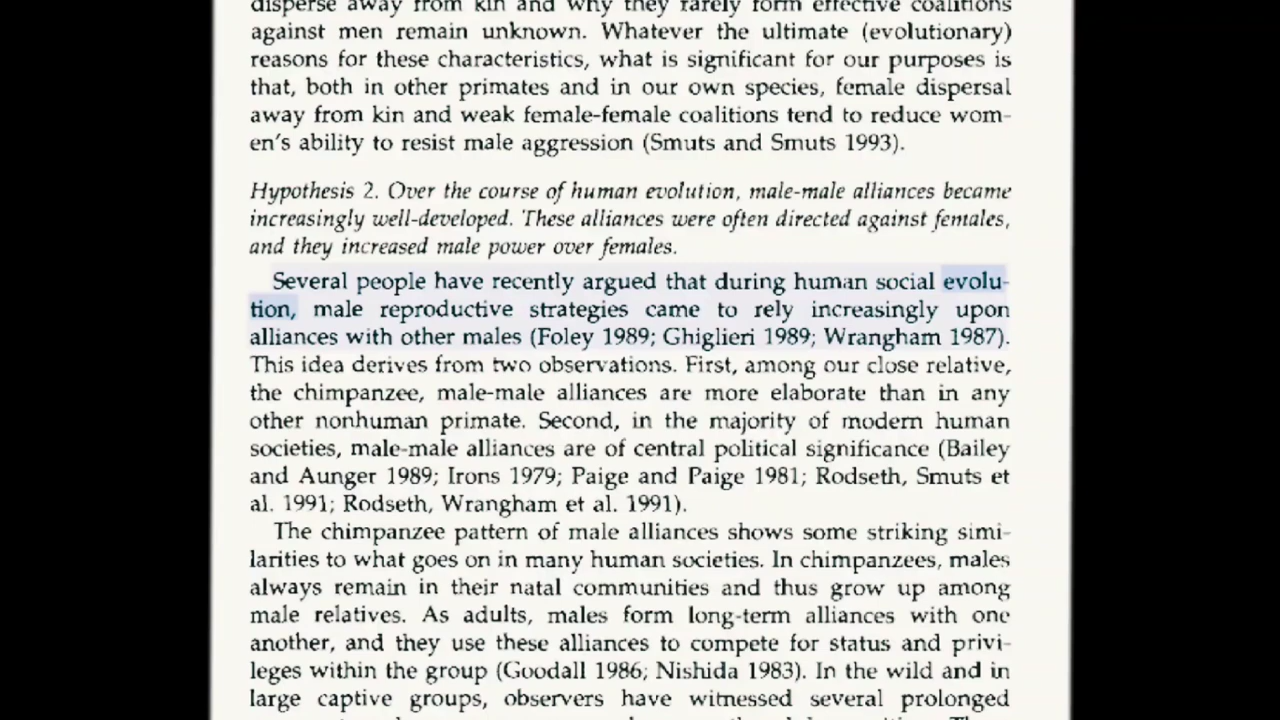 disperse away from kin and why they rarely form effective coalitions
against men remain unknown. Whatever the ultimate (evolutionary)
reasons for these characteristics, what is significant for our purposes is
that, both in other primates and in our own species, female dispersal
away from kin and weak female-female coalitions tend to reduce wom-
en's ability to resist male aggression (Smuts and Smuts 1993).
Hypothesis 2. Over the course of human evolution, male-male alliances became
increasingly well-developed. These alliances were often directed against females,
and they increased male power over females.
Several people have recently argued that during human social evolu-
tion, male reproductive strategies came to rely increasingly upon
alliances with other males (Foley 1989; Ghiglieri 1989; Wrangham 1987).
This idea derives from two observations. First, among our close relative,
the chimpanzee, male-male alliances are more elaborate than in any
other nonhuman primate. Second, in the majority of modern human
societies, male-male alliances are of central political significance (Bailey
and Aunger 1989; Irons 1979; Paige and Paige 1981; Rodseth, Smuts et
al. 1991; Rodseth, Wrangham et al. 1991).
The chimpanzee pattern of male alliances shows some striking simi-
larities to what goes on in many human societies. In chimpanzees, males
always remain in their natal communities and thus grow up among
male relatives. As adults, males form long-term alliances with one
another, and they use these alliances to compete for status and privi-
leges within the group (Goodall 1986; Nishida 1983). In the wild and in
large captive groups, observers have witnessed several prolonged